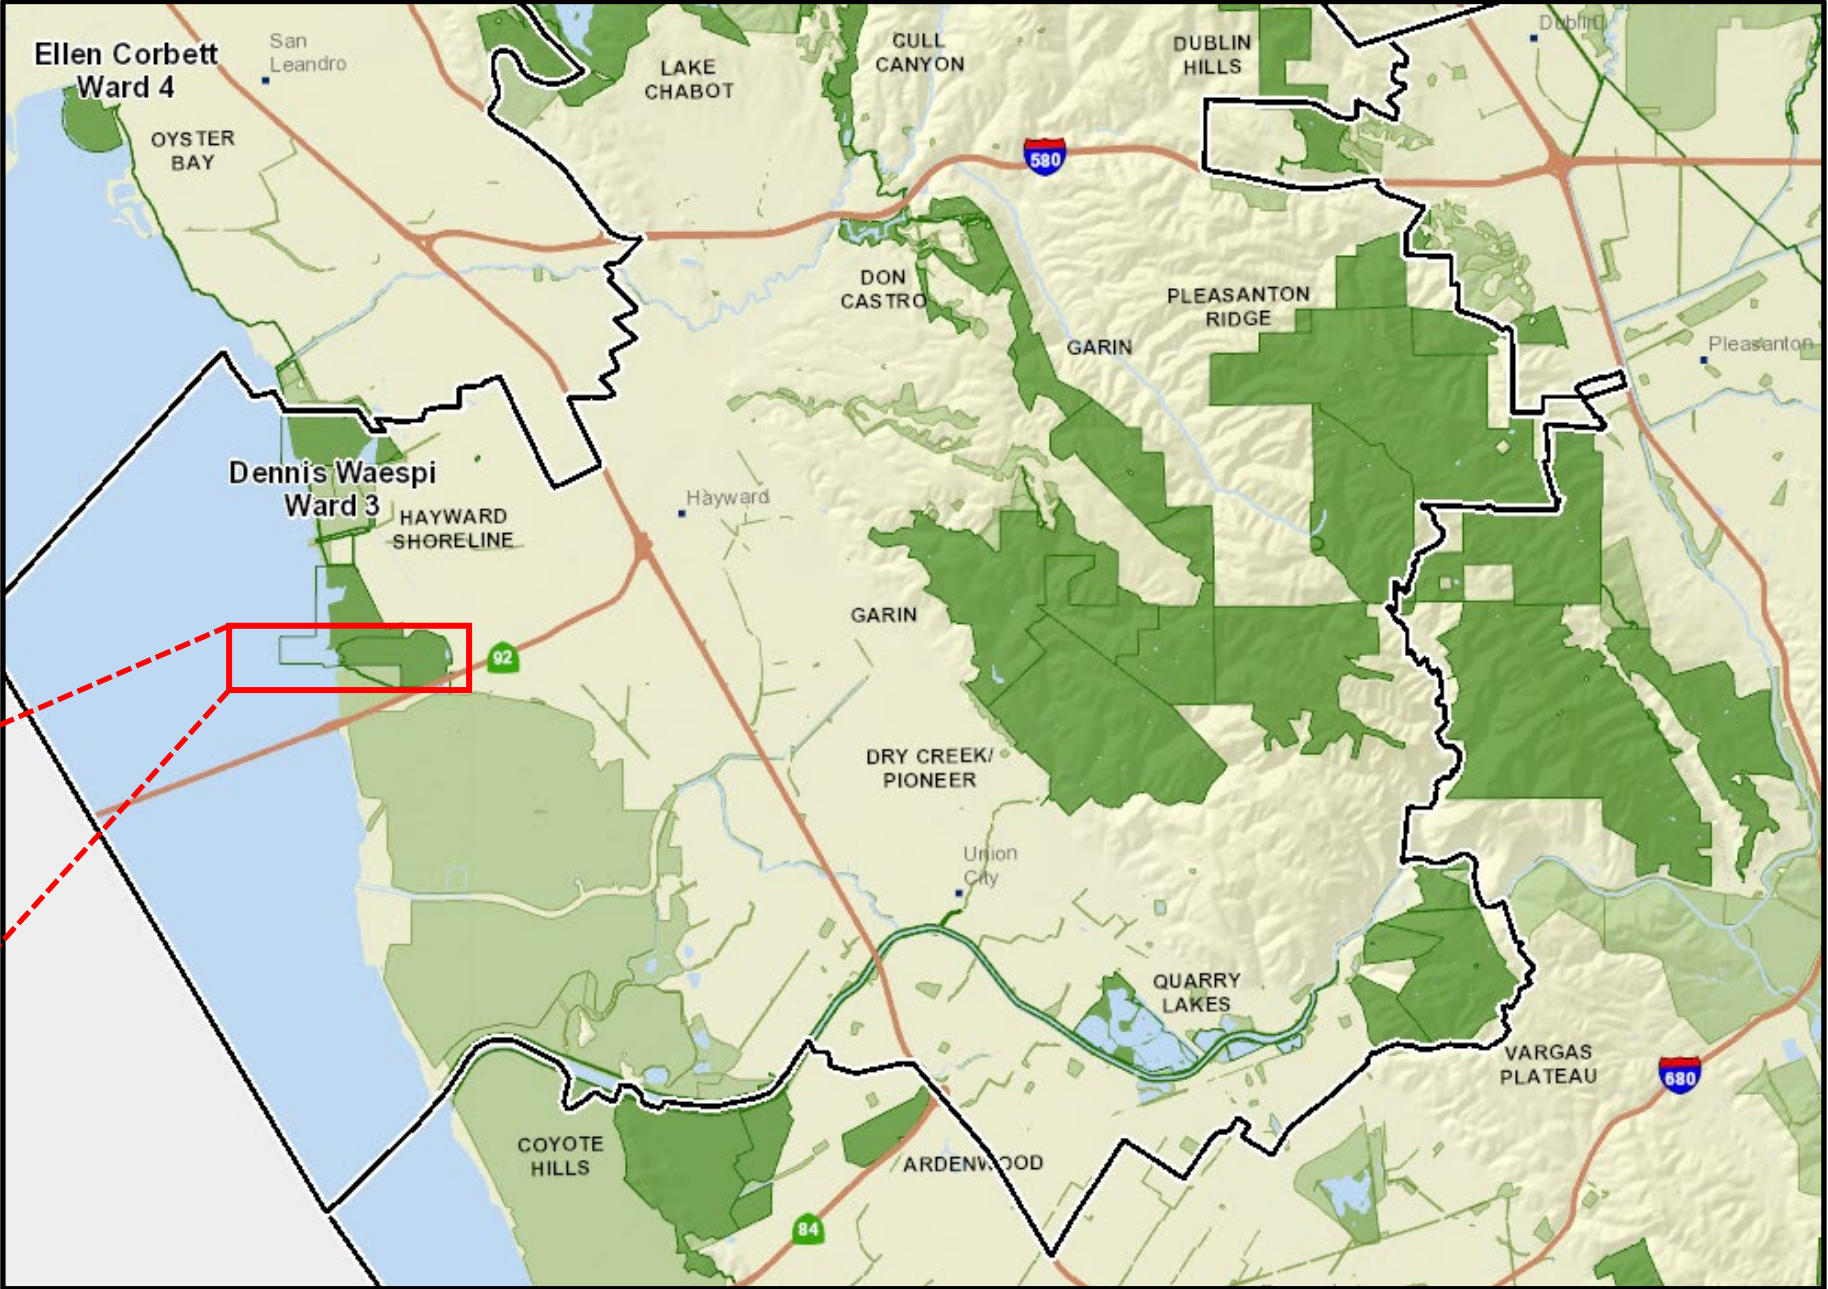 Ellen Corbett
Ward 4
San
Leandro
OYSTER
BAY
LAKE
CHABOT
CULL
CANYON
DUBLIN
HILLS
Dublin
580
DON
CASTRO
PLEASANTON
RIDGE
GARIN
Pleasanton
Dennis Waespi
Ward 3
HAYWARD
SHORELINE
Hayward
GARIN
92
DRY CREEK/
PIONEER
Union
City
QUARRY
LAKES
VARGAS
PLATEAU
680
COYOTE
HILLS
ARDENWOOD
84